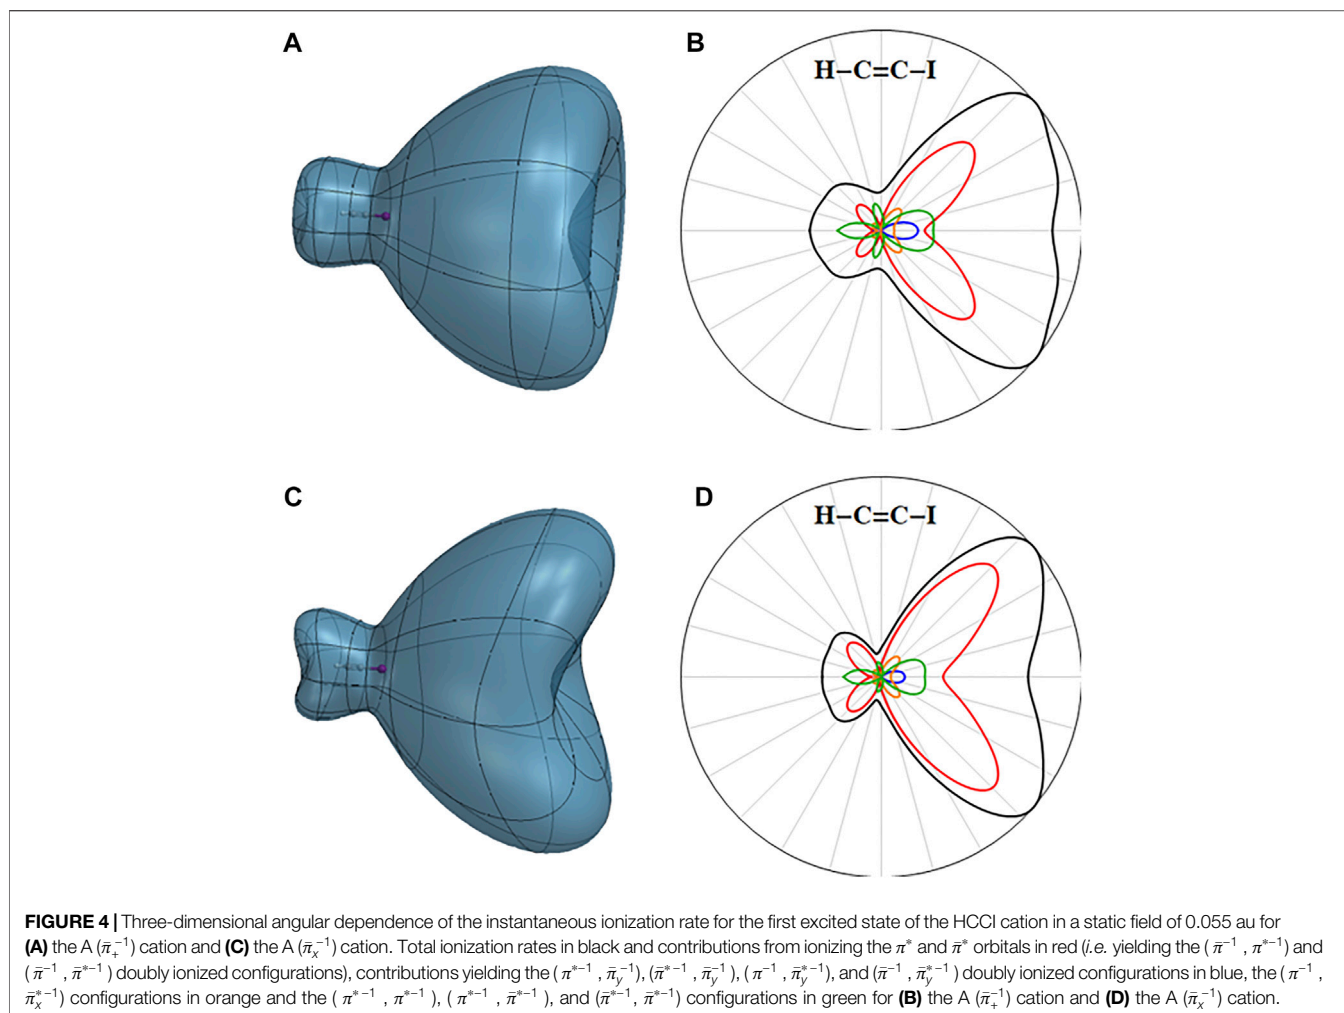 A
B
H–C=C–I
C
D
H–C=C–I
FIGURE 4 | Three-dimensional angular dependence of the instantaneous ionization rate for the first excited state of the HCCI cation in a static field of 0.055 au for
(A) the A (π̄₊⁻¹) cation and (C) the A (π̄ₓ⁻¹) cation. Total ionization rates in black and contributions from ionizing the π* and π̄* orbitals in red (i.e. yielding the ( π̄⁻¹ , π*⁻¹) and
( π̄⁻¹ , π̄*⁻¹ ) doubly ionized configurations), contributions yielding the ( π*⁻¹ , π̄_y⁻¹), (π̄*⁻¹ , π̄_y⁻¹), ( π⁻¹ , π̄_y*⁻¹), and (π̄⁻¹ , π̄_y*⁻¹ ) doubly ionized configurations in blue, the ( π⁻¹ ,
π̄ₓ*⁻¹) configurations in orange and the ( π*⁻¹ , π*⁻¹ ), ( π*⁻¹ , π̄*⁻¹ ), and (π̄*⁻¹, π̄*⁻¹) configurations in green for (B) the A (π̄₊⁻¹) cation and (D) the A (π̄ₓ⁻¹) cation.